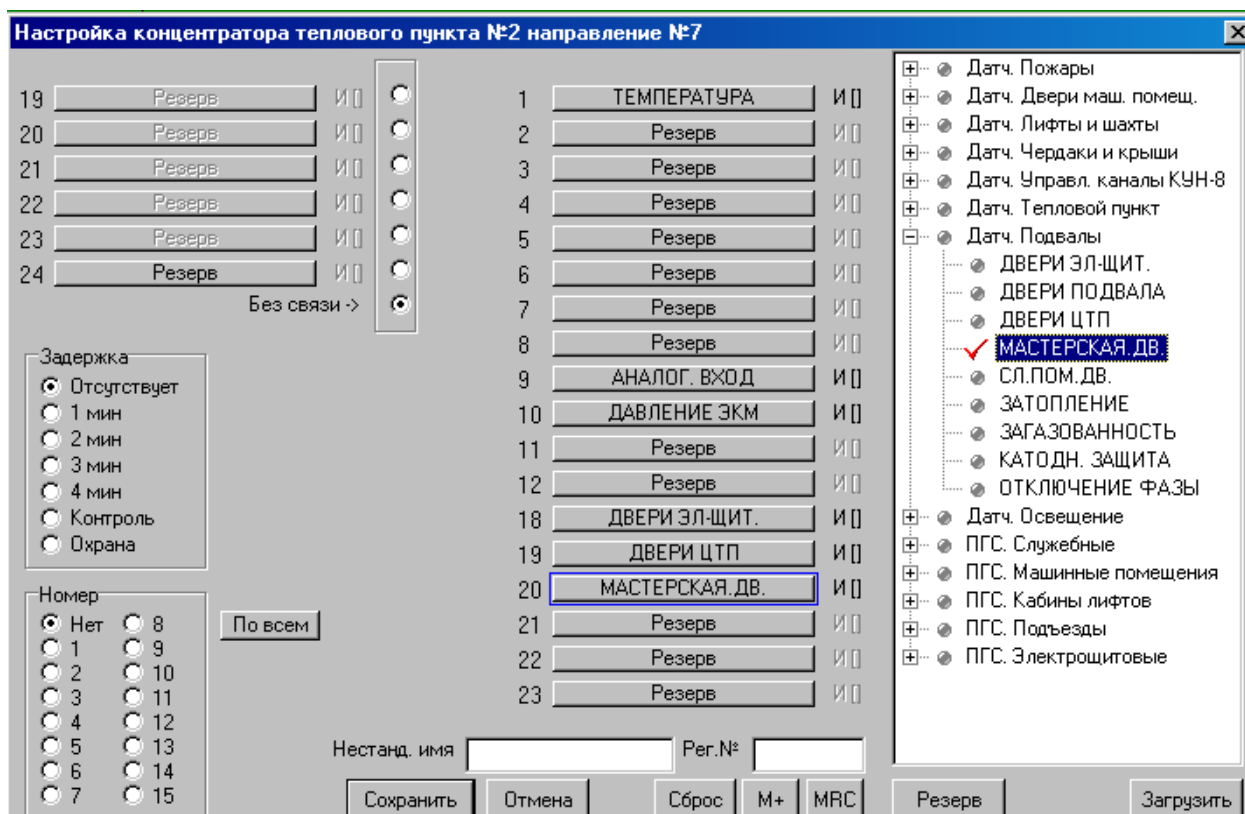 Настройка концентратора теплового пункта №2 направление №7
19 Резерв И []
20 Резерв И []
21 Резерв И []
22 Резерв И []
23 Резерв И []
24 Резерв И []
Без связи ->
Задержка
Отсутствует
1 мин
2 мин
3 мин
4 мин
Контроль
Охрана
Номер
Нет 8
1 9
2 10
3 11
4 12
5 13
6 14
7 15
По всем
1 ТЕМПЕРАТУРА И []
2 Резерв И []
3 Резерв И []
4 Резерв И []
5 Резерв И []
6 Резерв И []
7 Резерв И []
8 Резерв И []
9 АНАЛОГ. ВХОД И []
10 ДАВЛЕНИЕ ЭКМ И []
11 Резерв И []
12 Резерв И []
18 ДВЕРИ ЭЛ-ЩИТ. И []
19 ДВЕРИ ЦТП И []
20 МАСТЕРСКАЯ.ДВ. И []
21 Резерв И []
22 Резерв И []
23 Резерв И []
Нестанд. имя Рег.№
Сохранить Отмена Сброс M+ MRC
Датч. Пожары
Датч. Двери маш. помещ.
Датч. Лифты и шахты
Датч. Чердаки и крыши
Датч. Управл. каналы КУН-8
Датч. Тепловой пункт
Датч. Подвалы
ДВЕРИ ЭЛ-ЩИТ.
ДВЕРИ ПОДВАЛА
ДВЕРИ ЦТП
МАСТЕРСКАЯ.ДВ.
СЛ.ПОМ.ДВ.
ЗАТОПЛЕНИЕ
ЗАГАЗОВАННОСТЬ
КАТОДН. ЗАЩИТА
ОТКЛЮЧЕНИЕ ФАЗЫ
Датч. Освещение
ПГС. Служебные
ПГС. Машинные помещения
ПГС. Кабины лифтов
ПГС. Подъезды
ПГС. Электрощитовые
Резерв Загрузить